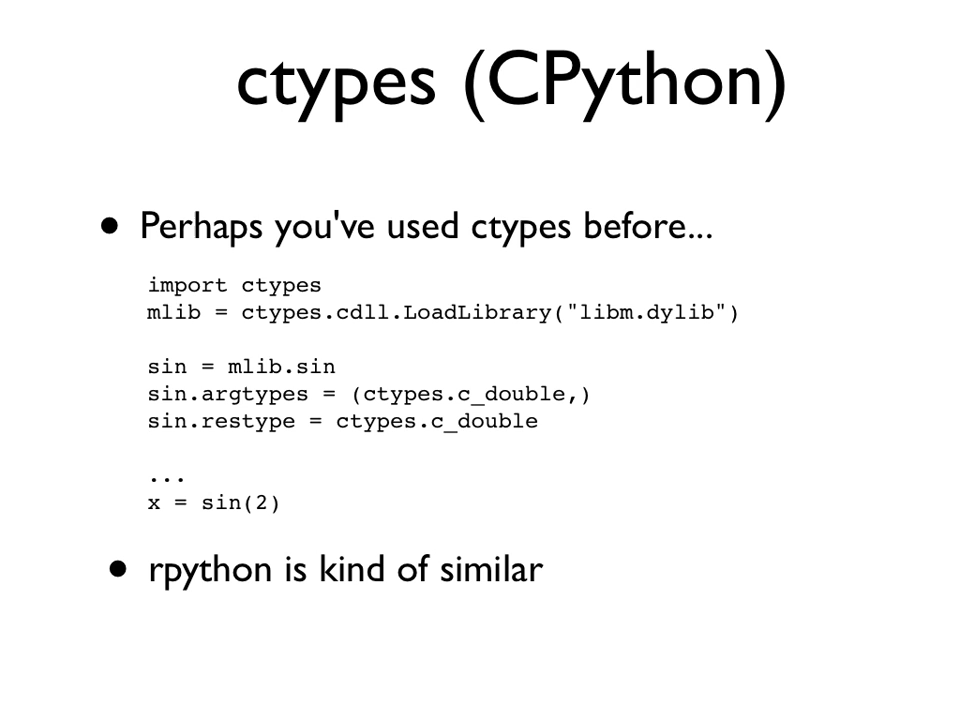 ctypes (CPython)
• Perhaps you've used ctypes before...
import ctypes
mlib = ctypes.cdll.LoadLibrary("libm.dylib")
sin = mlib.sin
sin.argtypes = (ctypes.c_double,)
sin.restype = ctypes.c_double
...
x = sin(2)
• rpython is kind of similar